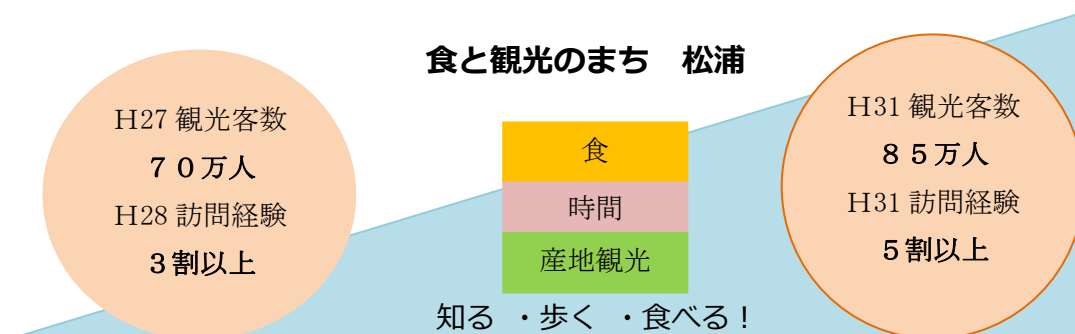 食と観光のまち　松浦
H27 観光客数
７０万人
H28 訪問経験
３割以上
食
時間
産地観光
知る ・歩く ・食べる！
H31 観光客数
８５万人
H31 訪問経験
５割以上